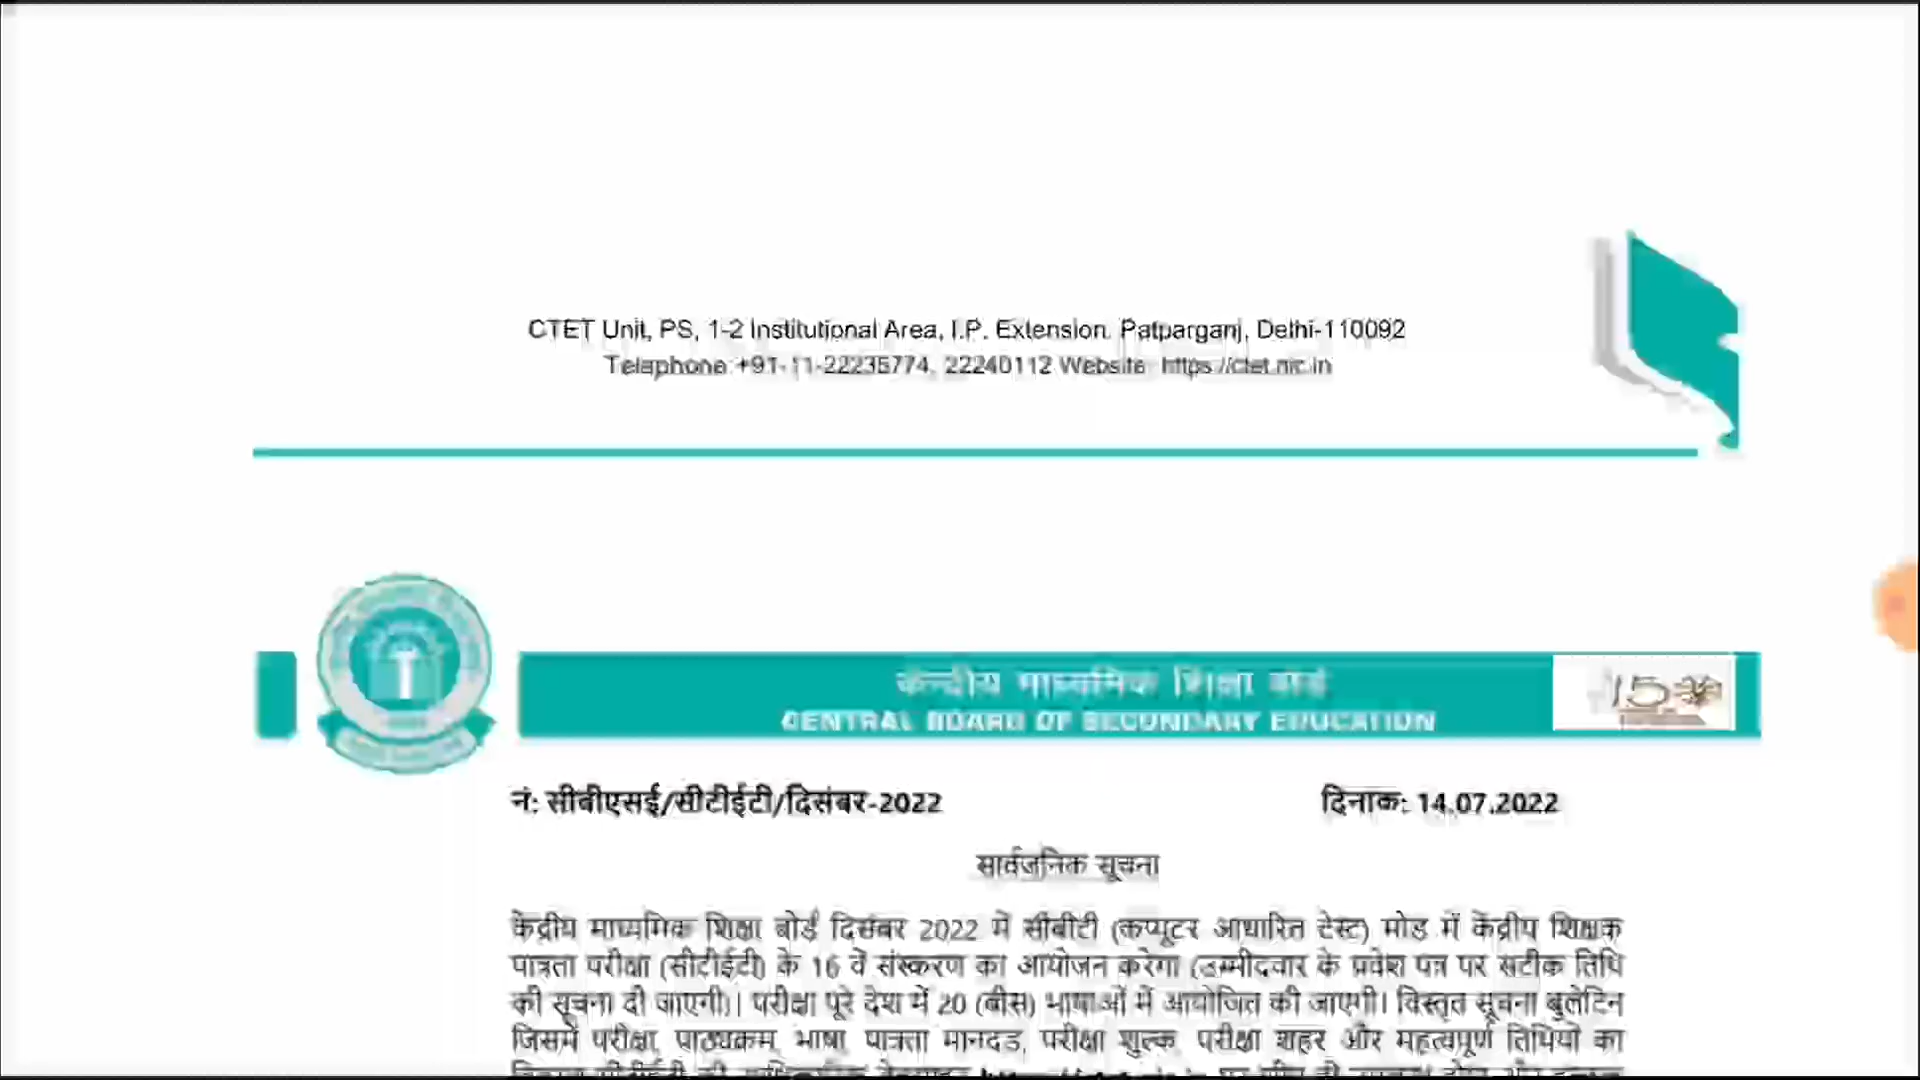 CTET Unit, PS, 1-2 Institutional Area, I.P. Extension, Patparganj, Delhi-110092
Telephone +91-11-22235774, 22240112 Website https://ctet.nic.in
केन्द्रीय माध्यमिक शिक्षा बोर्ड
CENTRAL BOARD OF SECONDARY EDUCATION
नं: सीबीएसई/सीटीईटी/दिसंबर-2022 दिनाक: 14.07.2022
सार्वजनिक सूचना
केंद्रीय माध्यमिक शिक्षा बोर्ड दिसंबर 2022 में सीबीटी (कंप्यूटर आधारित टेस्ट) मोड में केंद्रीय शिक्षक
पात्रता परीक्षा (सीटीईटी) के 16 वें संस्करण का आयोजन करेगा (उम्मीदवार के प्रवेश पत्र पर सटीक तिथि
की सूचना दी जाएगी)। परीक्षा पूरे देश में 20 (बीस) भाषाओं में आयोजित की जाएगी। विस्तृत सूचना बुलेटिन
जिसमें परीक्षा, पाठ्यक्रम, भाषा, पात्रता मानदंड, परीक्षा शुल्क, परीक्षा शहर और महत्वपूर्ण तिथियों का